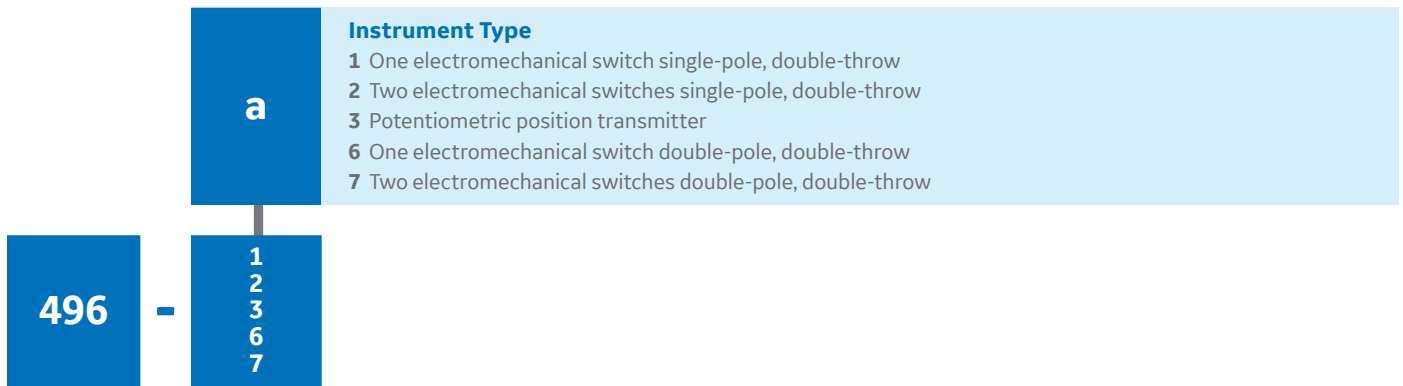 a
Instrument Type
1 One electromechanical switch single-pole, double-throw
2 Two electromechanical switches single-pole, double-throw
3 Potentiometric position transmitter
6 One electromechanical switch double-pole, double-throw
7 Two electromechanical switches double-pole, double-throw
496 -
1
2
3
6
7